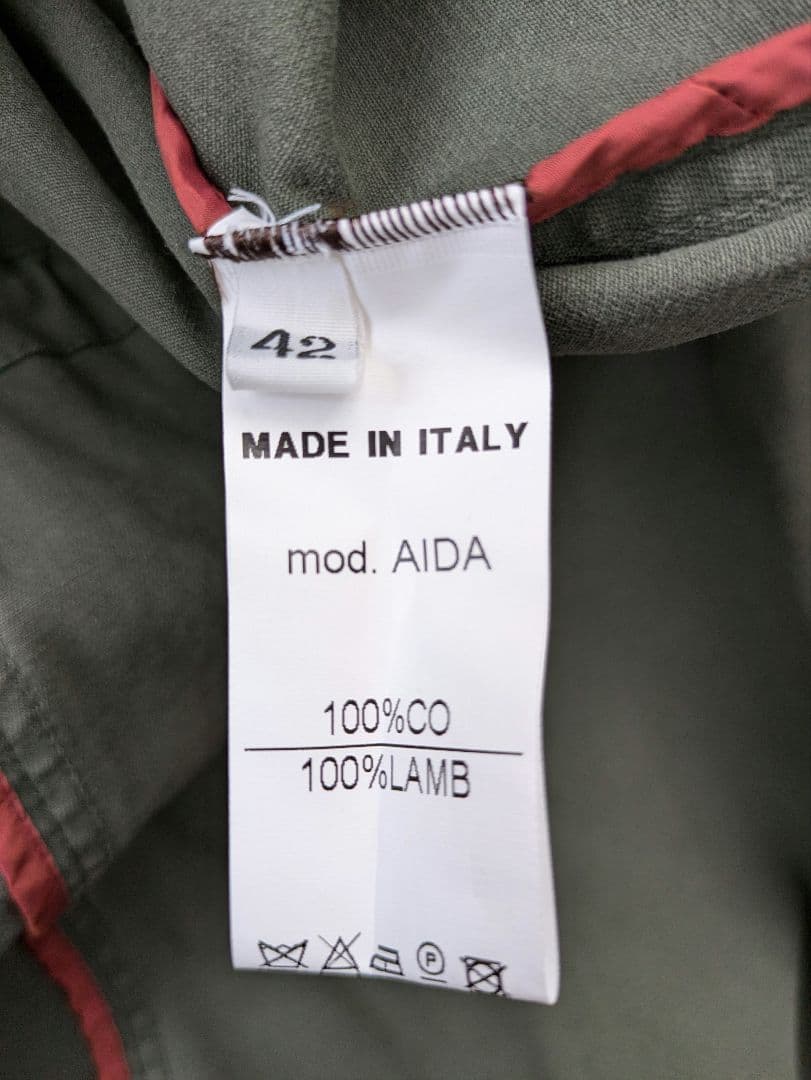 42
MADE IN ITALY
mod. AIDA
100%CO
100%LAMB
P